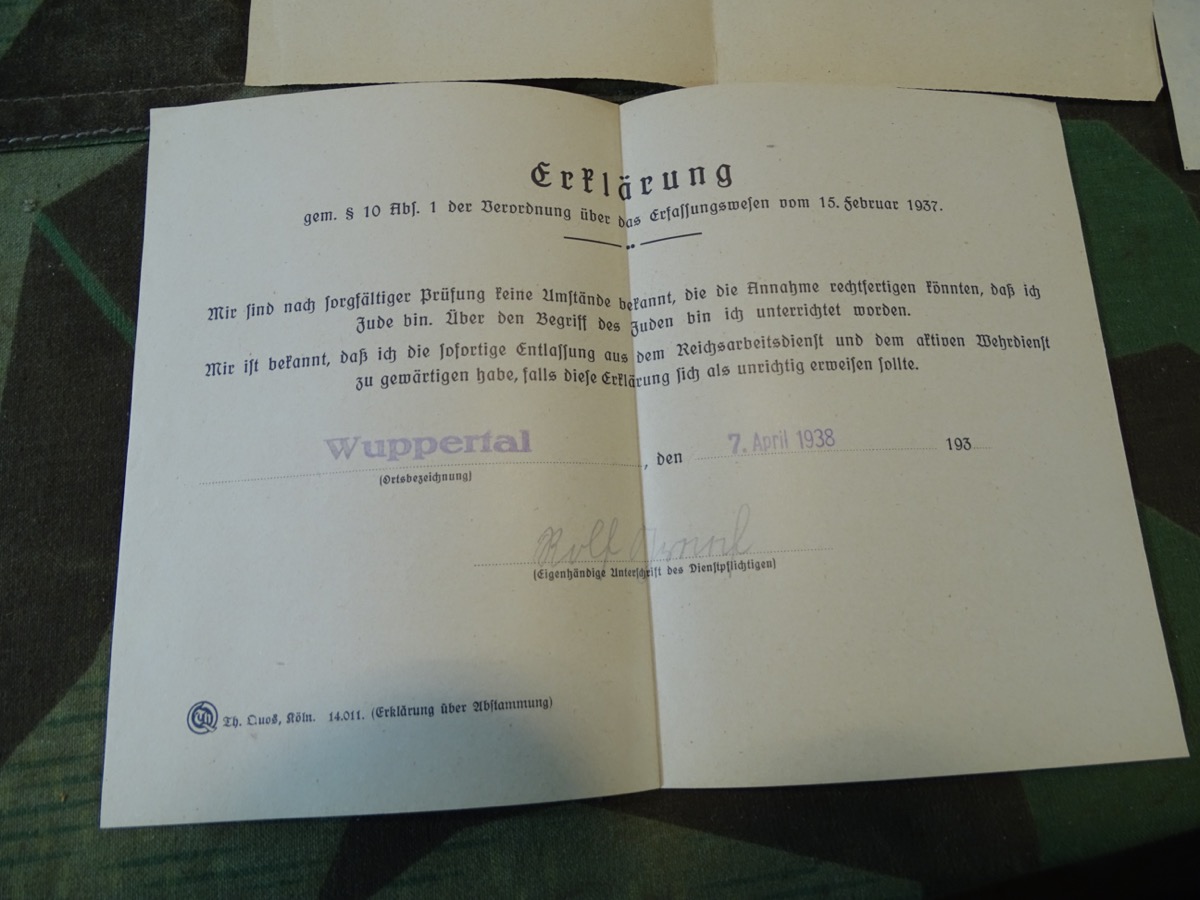 Erklärung
gem. § 10 Abſ. 1 der Verordnung über das Erfaſſungsweſen vom 15. Februar 1937.
Mir ſind nach ſorgfältiger Prüfung keine Umſtände bekannt, die die Annahme rechtfertigen könnten, daß ich
Jude bin. Über den Begriff des Juden bin ich unterrichtet worden.
Mir iſt bekannt, daß ich die ſofortige Entlaſſung aus dem Reichsarbeitsdienſt und dem aktiven Wehrdienſt
zu gewärtigen habe, falls dieſe Erklärung ſich als unrichtig erweiſen ſollte.
Wuppertal , den 7. April 1938 193
(Ortsbezeichnung)
Rolf
(Eigenhändige Unterſchrift des Dienſtpflichtigen)
Th. Quoß, Köln. 14.011. (Erklärung über Abſtammung)